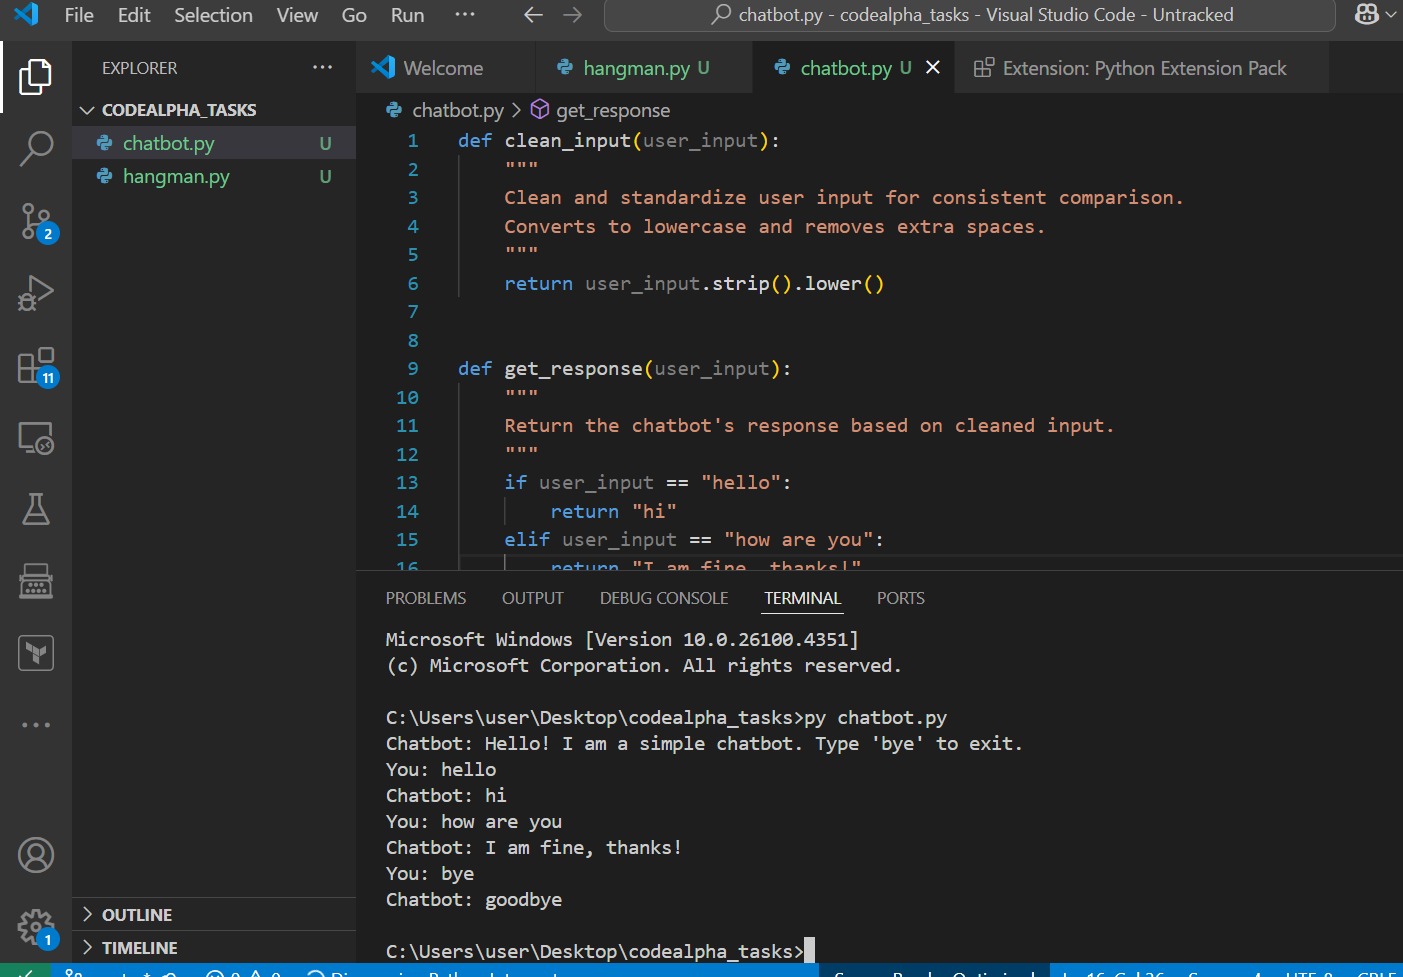 File Edit Selection View Go Run ... chatbot.py - codealpha_tasks - Visual Studio Code - Untracked
EXPLORER ...
CODEALPHA_TASKS
chatbot.py U
hangman.py U
2
11
OUTLINE
TIMELINE
1
Welcome hangman.py U chatbot.py U Extension: Python Extension Pack
chatbot.py > get_response
1 def clean_input(user_input):
2 """
3 Clean and standardize user input for consistent comparison.
4 Converts to lowercase and removes extra spaces.
5 """
6 return user_input.strip().lower()
7
8
9 def get_response(user_input):
10 """
11 Return the chatbot's response based on cleaned input.
12 """
13 if user_input == "hello":
14 return "hi"
15 elif user_input == "how are you":
16 return "I am fine, thanks!"
PROBLEMS OUTPUT DEBUG CONSOLE TERMINAL PORTS
Microsoft Windows [Version 10.0.26100.4351]
(c) Microsoft Corporation. All rights reserved.
C:\Users\user\Desktop\codealpha_tasks>py chatbot.py
Chatbot: Hello! I am a simple chatbot. Type 'bye' to exit.
You: hello
Chatbot: hi
You: how are you
Chatbot: I am fine, thanks!
You: bye
Chatbot: goodbye
C:\Users\user\Desktop\codealpha_tasks>